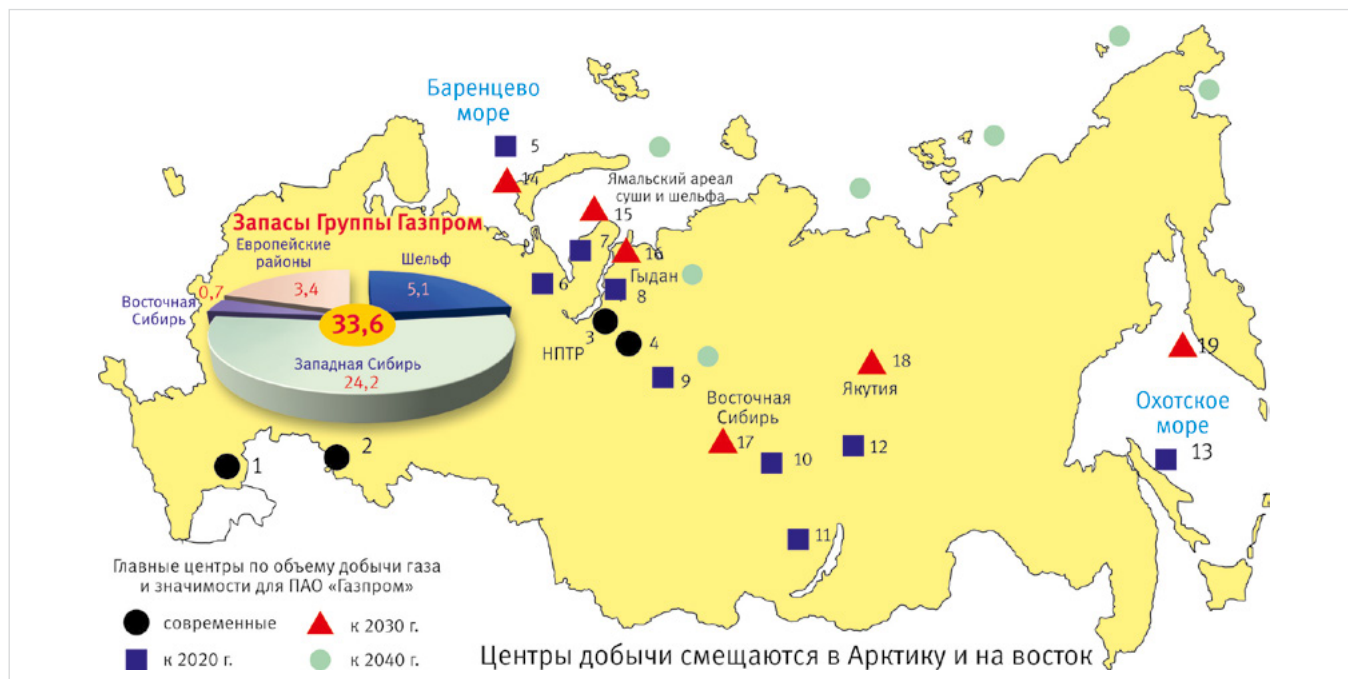 Баренцево
море
5
14
Ямальский ареал
суши и шельфа
15
Запасы Группы Газпром
Европейские
районы
Шельф
7
16
Гыдан
6
8
0,7
3,4
5,1
Восточная
Сибирь
33,6
3
4
НПТР
Западная Сибирь
24,2
9
18
Якутия
19
Восточная
Сибирь
Охотское
море
17
12
13
10
2
1
11
Главные центры по объему добычи газа
и значимости для ПАО «Газпром»
современные
к 2030 г.
к 2020 г.
к 2040 г.
Центры добычи смещаются в Арктику и на восток